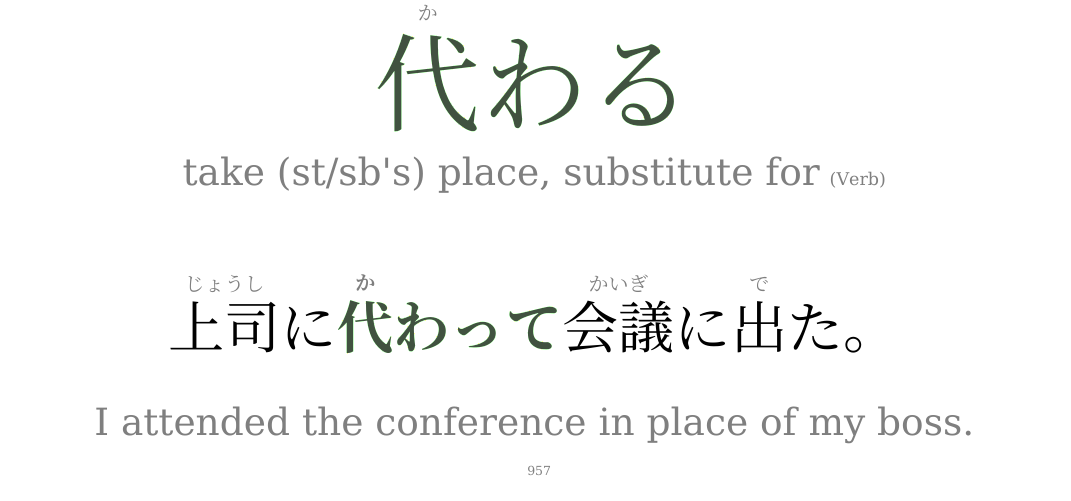 か
代わる
take (st/sb's) place, substitute for (Verb)
じょうし か かいぎ で
上司に代わって会議に出た。
I attended the conference in place of my boss.
957